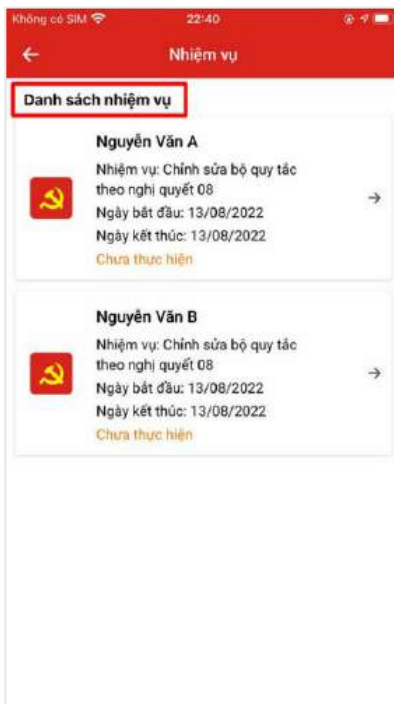 Không có SIM 22:40
Nhiệm vụ
Danh sách nhiệm vụ
Nguyễn Văn A
Nhiệm vụ: Chỉnh sửa bộ quy tắc
theo nghị quyết 08
Ngày bắt đầu: 13/08/2022
Ngày kết thúc: 13/08/2022
Chưa thực hiện
Nguyễn Văn B
Nhiệm vụ: Chỉnh sửa bộ quy tắc
theo nghị quyết 08
Ngày bắt đầu: 13/08/2022
Ngày kết thúc: 13/08/2022
Chưa thực hiện